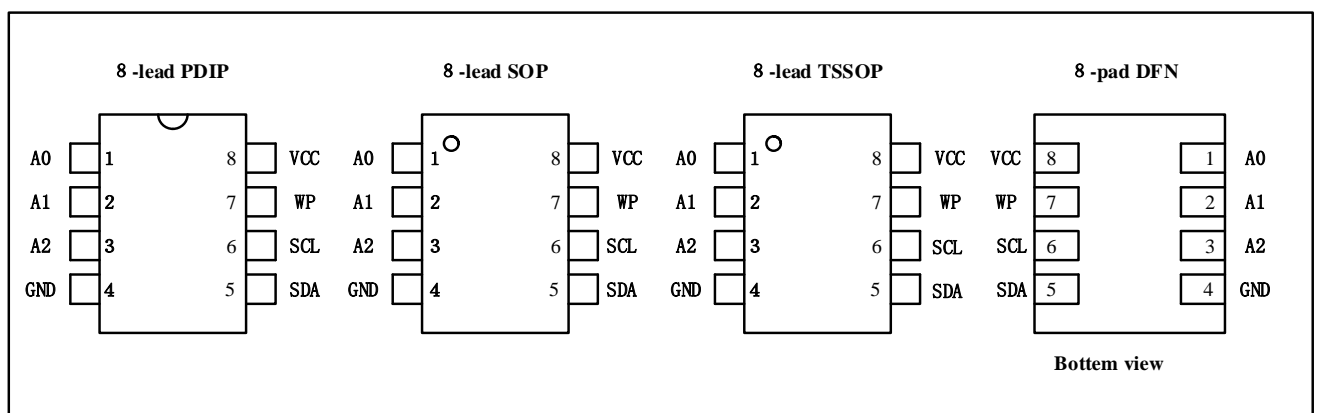 8-lead PDIP
8-lead SOP
8-lead TSSOP
8-pad DFN
A0 1 8 VCC
A1 2 7 WP
A2 3 6 SCL
GND 4 5 SDA
A0 1 8 VCC
A1 2 7 WP
A2 3 6 SCL
GND 4 5 SDA
A0 1 8 VCC
A1 2 7 WP
A2 3 6 SCL
GND 4 5 SDA
VCC 8 1 A0
WP 7 2 A1
SCL 6 3 A2
SDA 5 4 GND
Bottem view